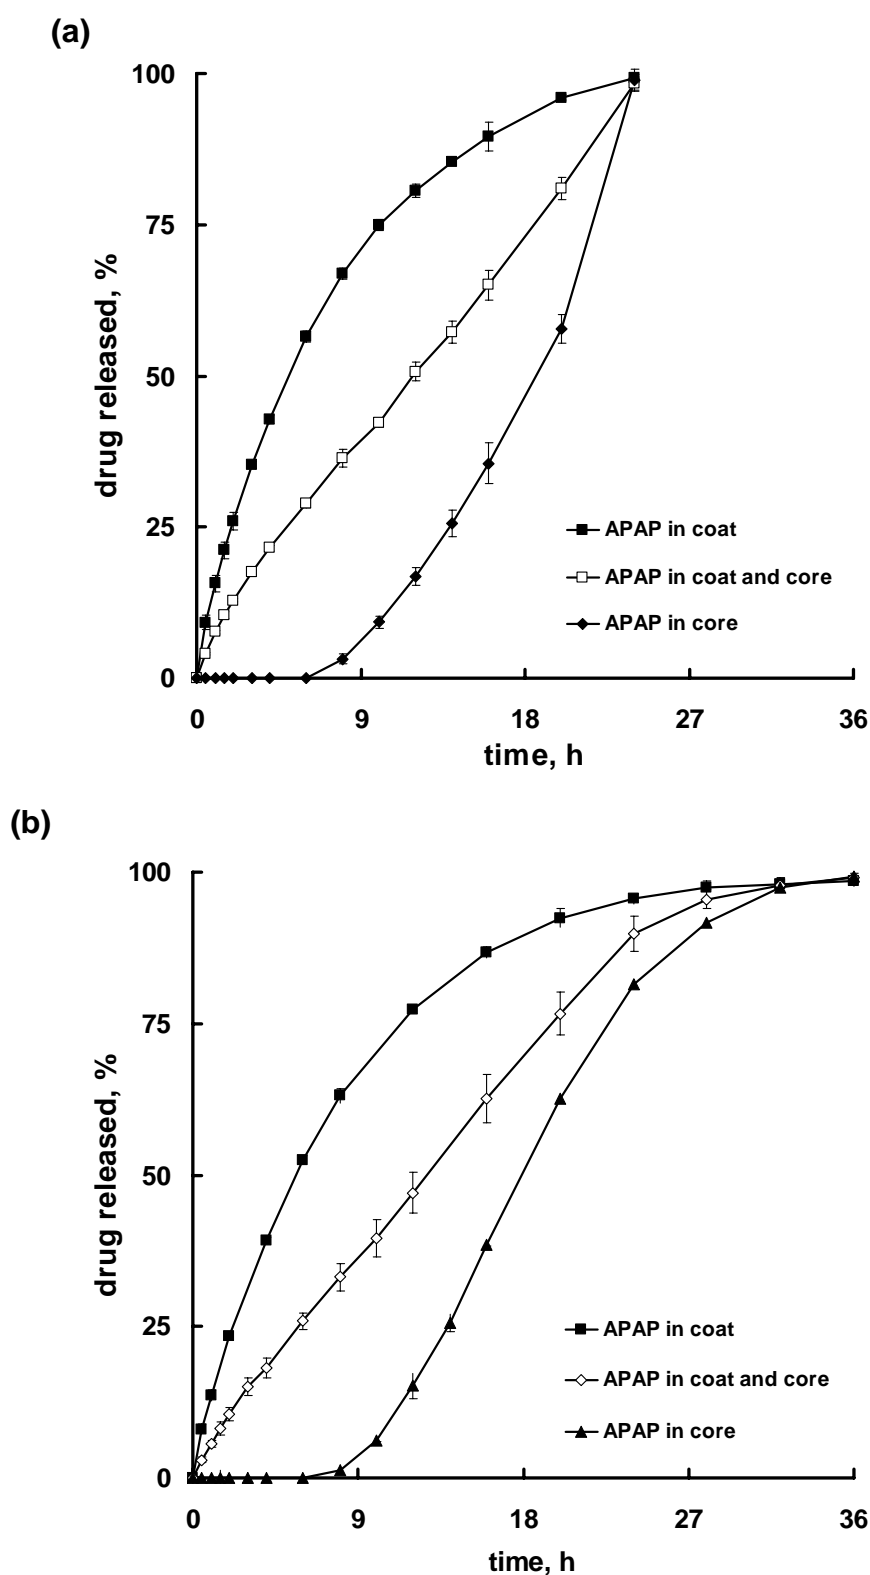 (a)
100
75
50
25
0
drug released, %
APAP in coat
APAP in coat and core
APAP in core
0 9 18 27 36
time, h
(b)
100
75
50
25
0
drug released, %
APAP in coat
APAP in coat and core
APAP in core
0 9 18 27 36
time, h